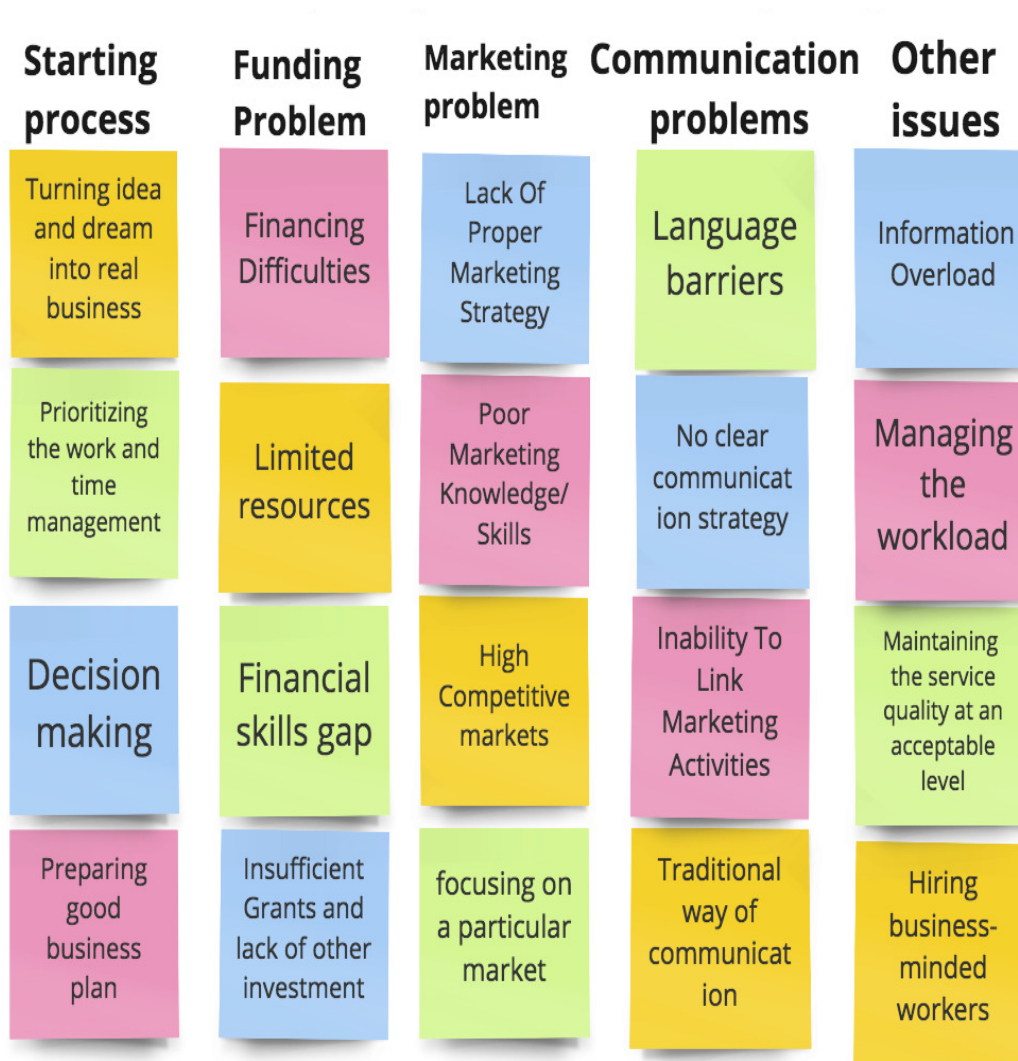 Starting
process
Funding
Problem
Marketing
problem
Communication
problems
Other
issues
Turning idea
and dream
into real
business
Financing
Difficulties
Lack Of
Proper
Marketing
Strategy
Language
barriers
Information
Overload
Prioritizing
the work and
time
management
Limited
resources
Poor
Marketing
Knowledge/
Skills
No clear
communicat
ion strategy
Managing
the
workload
Decision
making
Financial
skills gap
High
Competitive
markets
Inability To
Link
Marketing
Activities
Maintaining
the service
quality at an
acceptable
level
Preparing
good
business
plan
Insufficient
Grants and
lack of other
investment
focusing on
a particular
market
Traditional
way of
communicat
ion
Hiring
business-
minded
workers